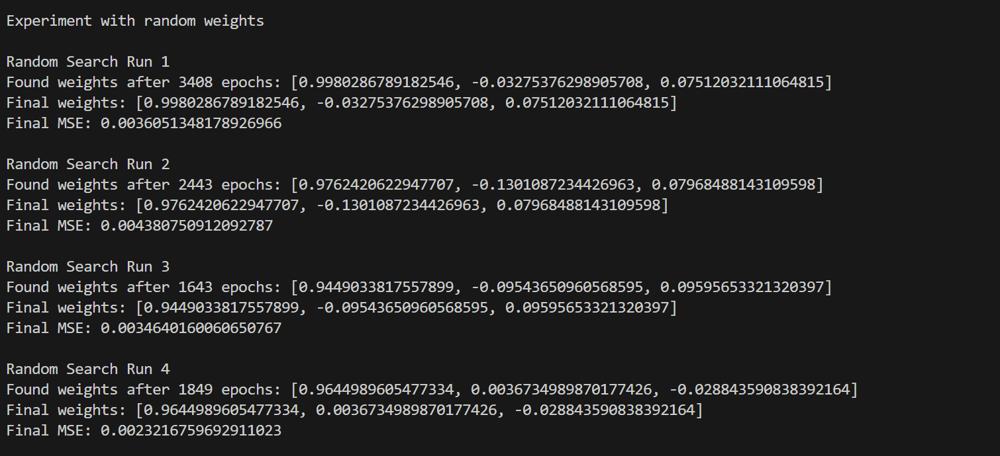 Experiment with random weights
Random Search Run 1
Found weights after 3408 epochs: [0.9980286789182546, -0.03275376298905708, 0.07512032111064815]
Final weights: [0.9980286789182546, -0.03275376298905708, 0.07512032111064815]
Final MSE: 0.0036051348178926966
Random Search Run 2
Found weights after 2443 epochs: [0.9762420622947707, -0.1301087234426963, 0.07968488143109598]
Final weights: [0.9762420622947707, -0.1301087234426963, 0.07968488143109598]
Final MSE: 0.004380750912092787
Random Search Run 3
Found weights after 1643 epochs: [0.9449033817557899, -0.09543650960568595, 0.09595653321320397]
Final weights: [0.9449033817557899, -0.09543650960568595, 0.09595653321320397]
Final MSE: 0.0034640160060650767
Random Search Run 4
Found weights after 1849 epochs: [0.9644989605477334, 0.0036734989870177426, -0.028843590838392164]
Final weights: [0.9644989605477334, 0.0036734989870177426, -0.028843590838392164]
Final MSE: 0.0023216759692911023